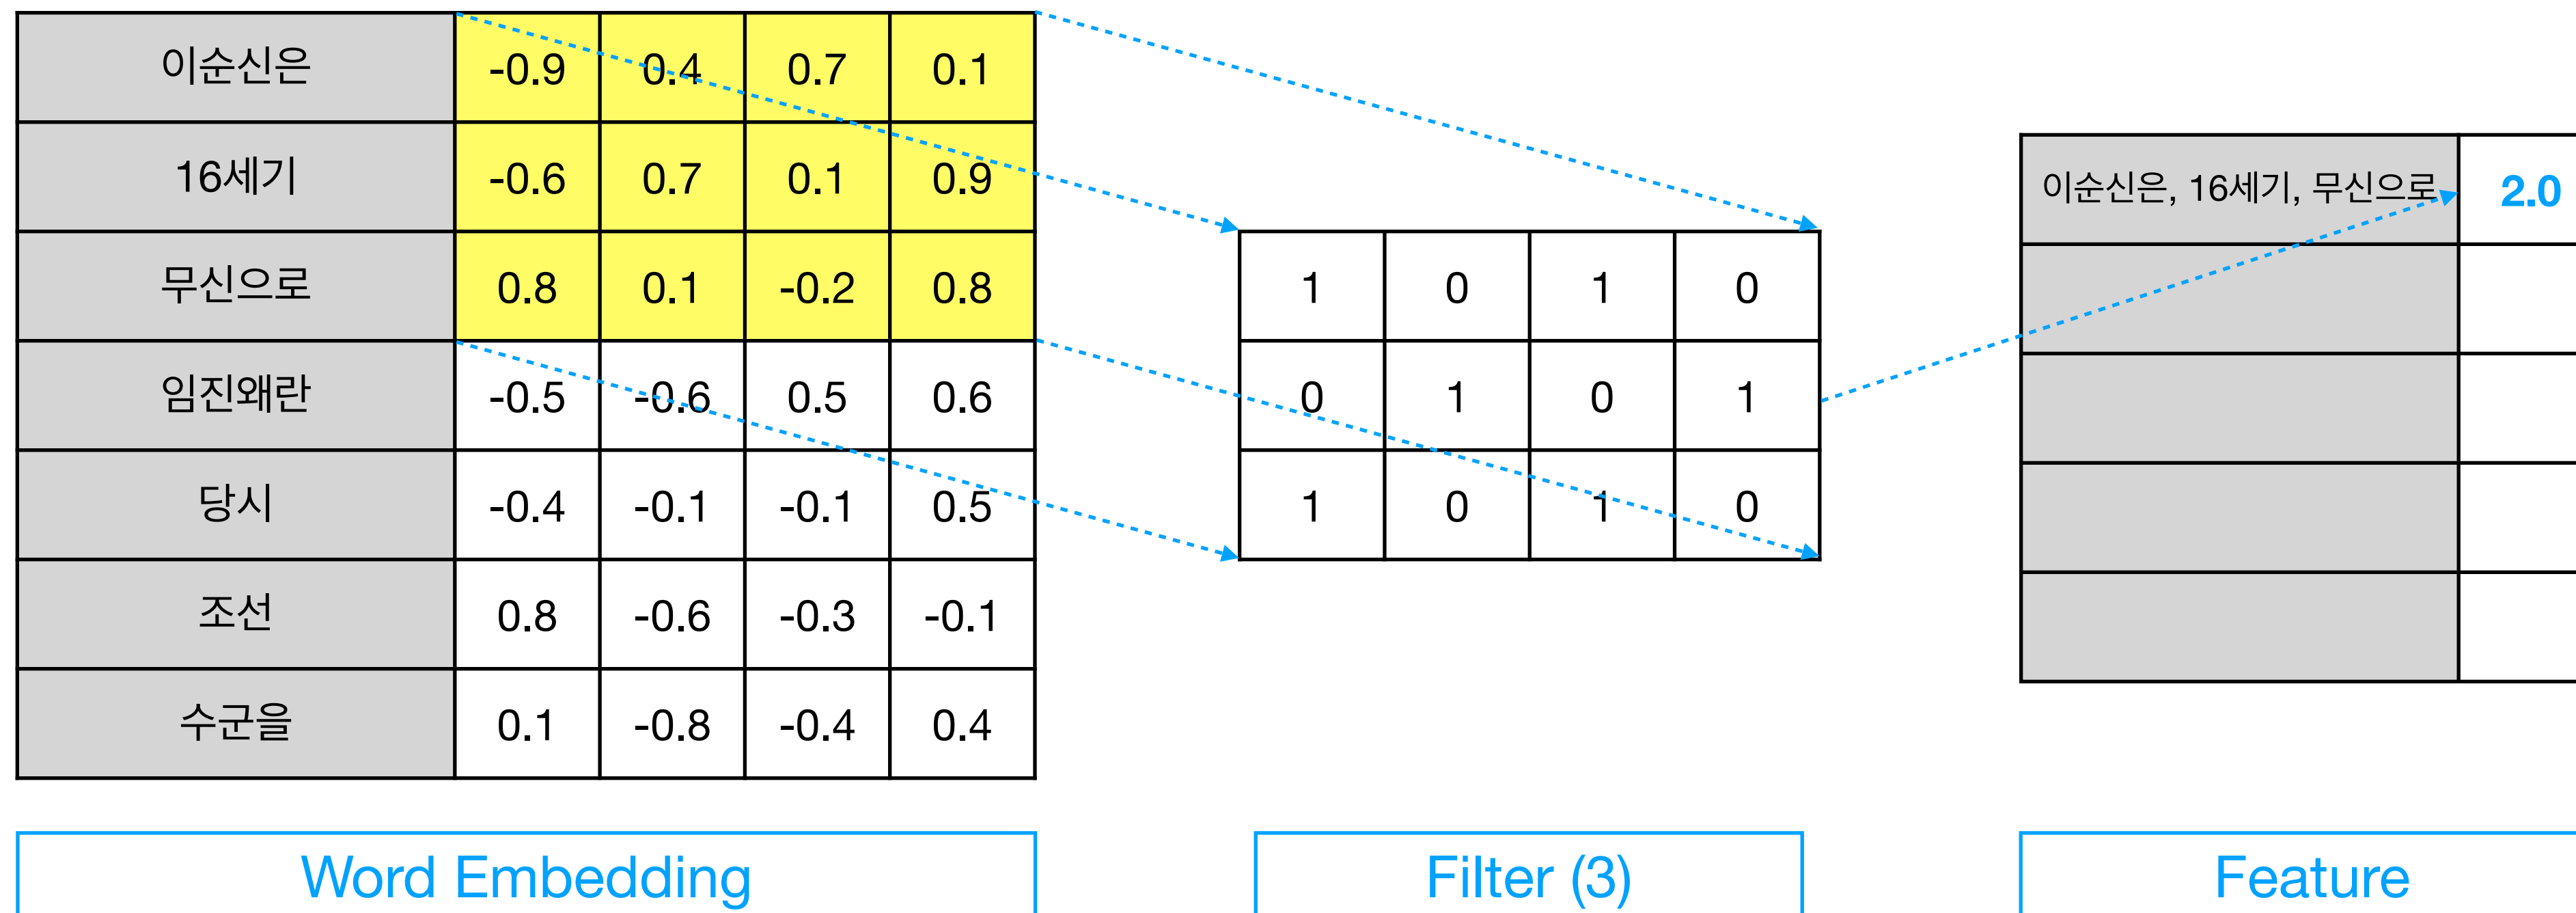 이순신은 -0.9 0.4 0.7 0.1
16세기 -0.6 0.7 0.1 0.9
무신으로 0.8 0.1 -0.2 0.8
임진왜란 -0.5 -0.6 0.5 0.6
당시 -0.4 -0.1 -0.1 0.5
조선 0.8 -0.6 -0.3 -0.1
수군을 0.1 -0.8 -0.4 0.4
Word Embedding
1 0 1 0
0 1 0 1
1 0 1 0
Filter (3)
이순신은, 16세기, 무신으로 2.0
Feature